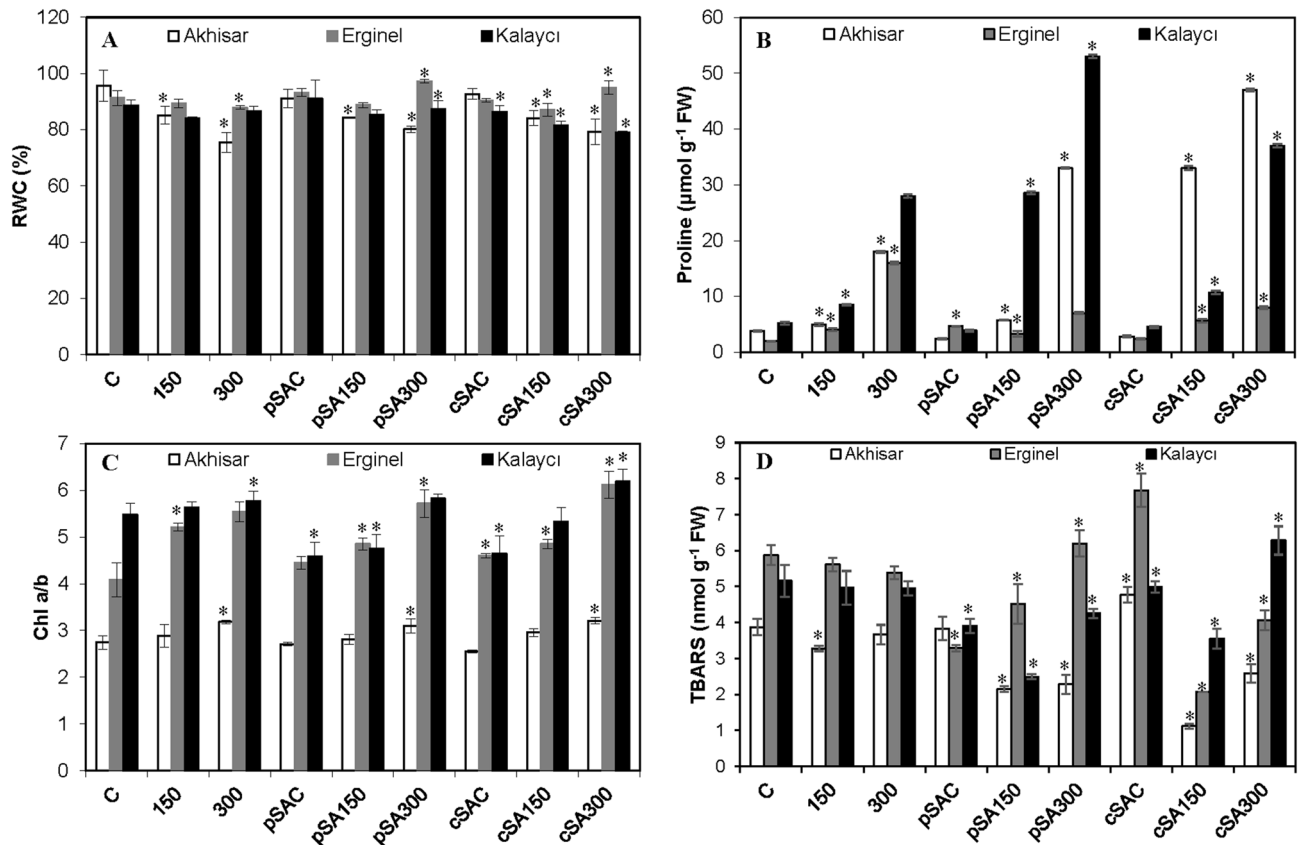 A
Akhisar Erginel Kalaycı
RWC (%)
120
100
80
60
40
20
0
* * * * * * * * * * * *
C 150 300 pSAC pSA150 pSA300 cSAC cSA150 cSA300
B
Akhisar Erginel Kalaycı
Proline (µmol g-1 FW)
60
50
40
30
20
10
0
* * * * * * * * * * * * * * * *
C 150 300 pSAC pSA150 pSA300 cSAC cSA150 cSA300
C
Akhisar Erginel Kalaycı
Chl a/b
7
6
5
4
3
2
1
0
* * * * * * * * * * * * * *
C 150 300 pSAC pSA150 pSA300 cSAC cSA150 cSA300
D
Akhisar Erginel Kalaycı
TBARS (nmol g-1 FW)
9
8
7
6
5
4
3
2
1
0
* * * * * * * * * * * * * * * * * *
C 150 300 pSAC pSA150 pSA300 cSAC cSA150 cSA300